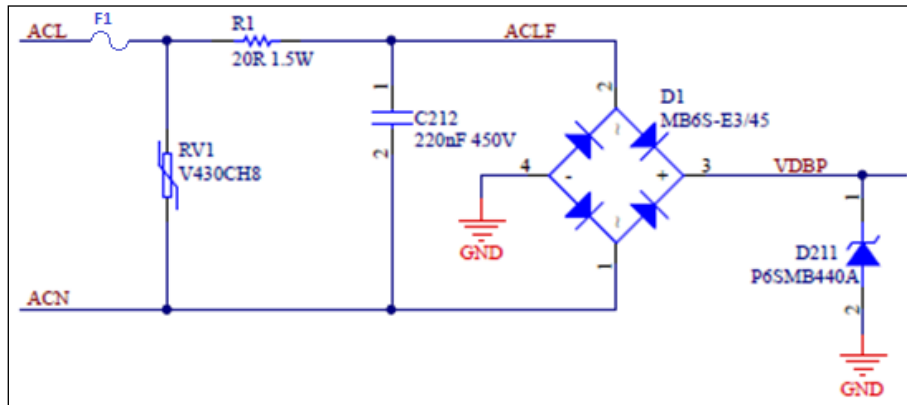 ACL
F1
R1
20R 1.5W
ACLF
2
D1
MB6S-E3/45
1
C212
220nF 450V
2
RV1
V430CH8
~
4
-
+
3
VDBP
~
1
GND
1
D211
P6SMB440A
2
ACN
GND